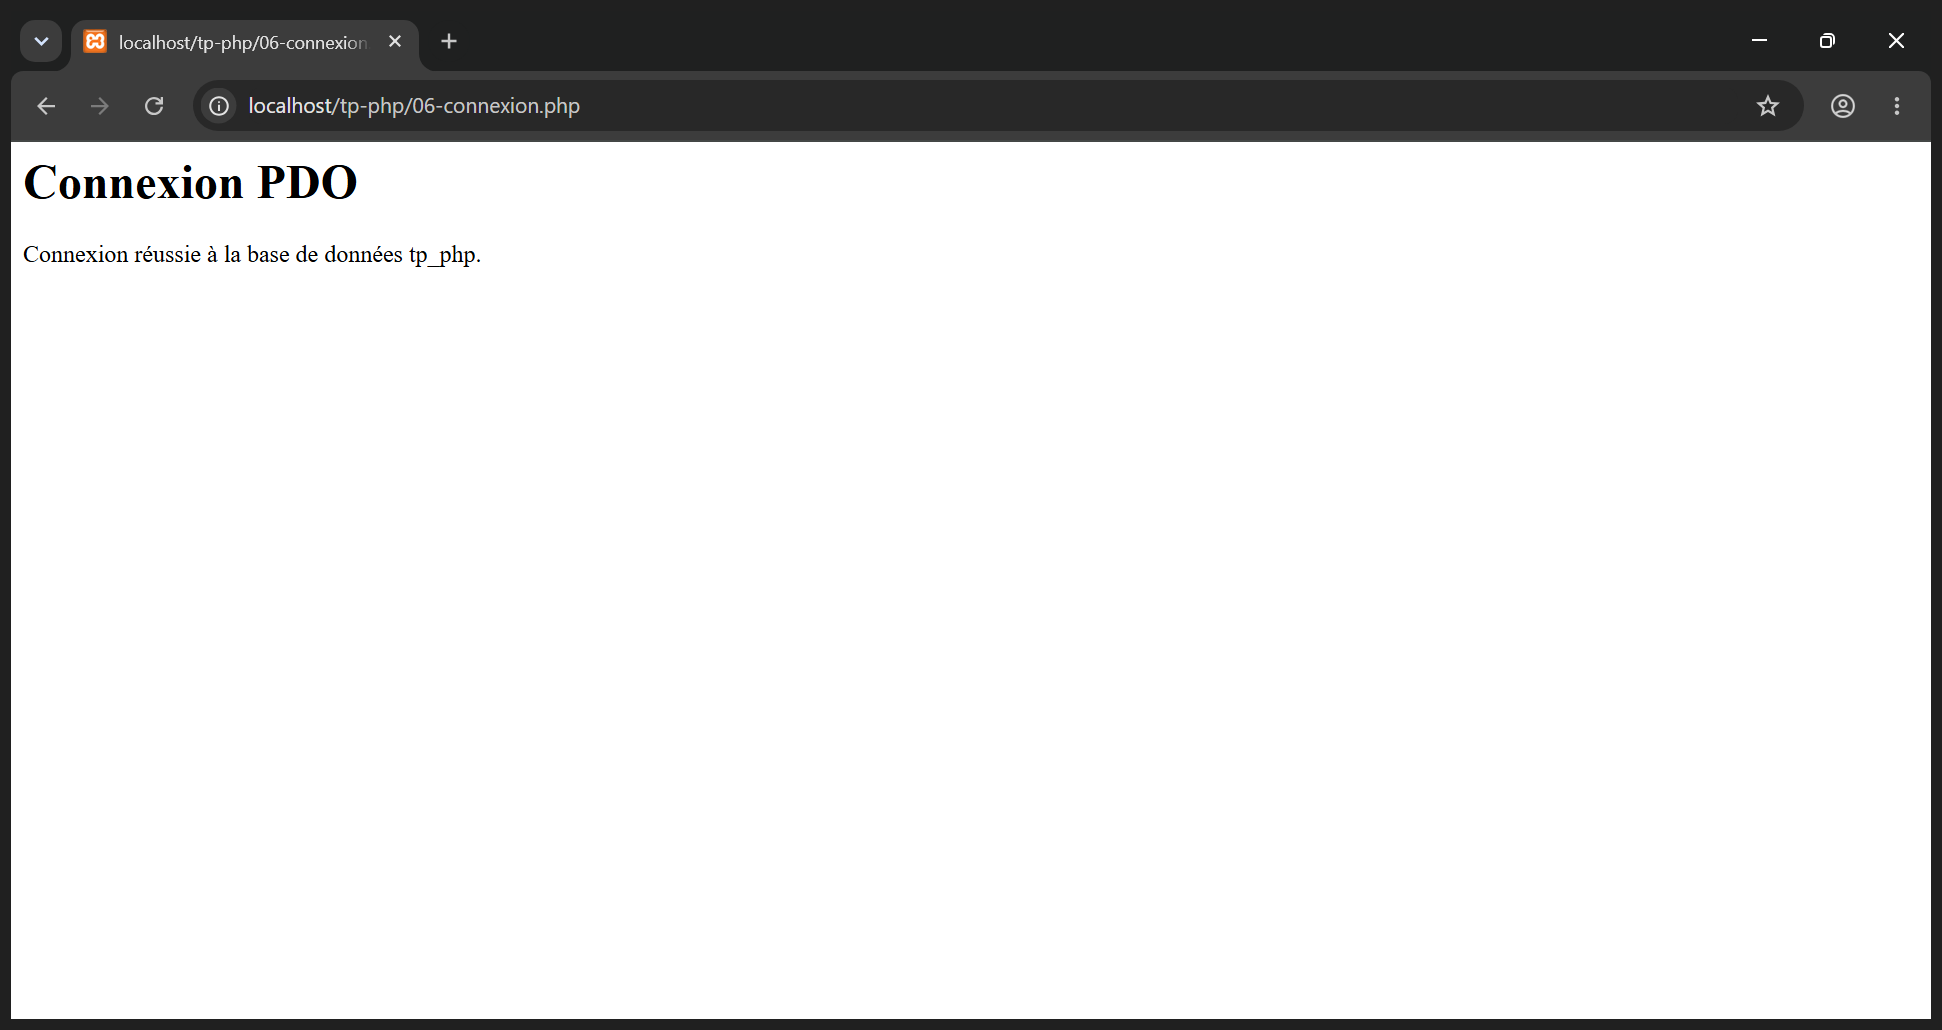 localhost/tp-php/06-connexion
localhost/tp-php/06-connexion.php
Connexion PDO
Connexion réussie à la base de données tp_php.